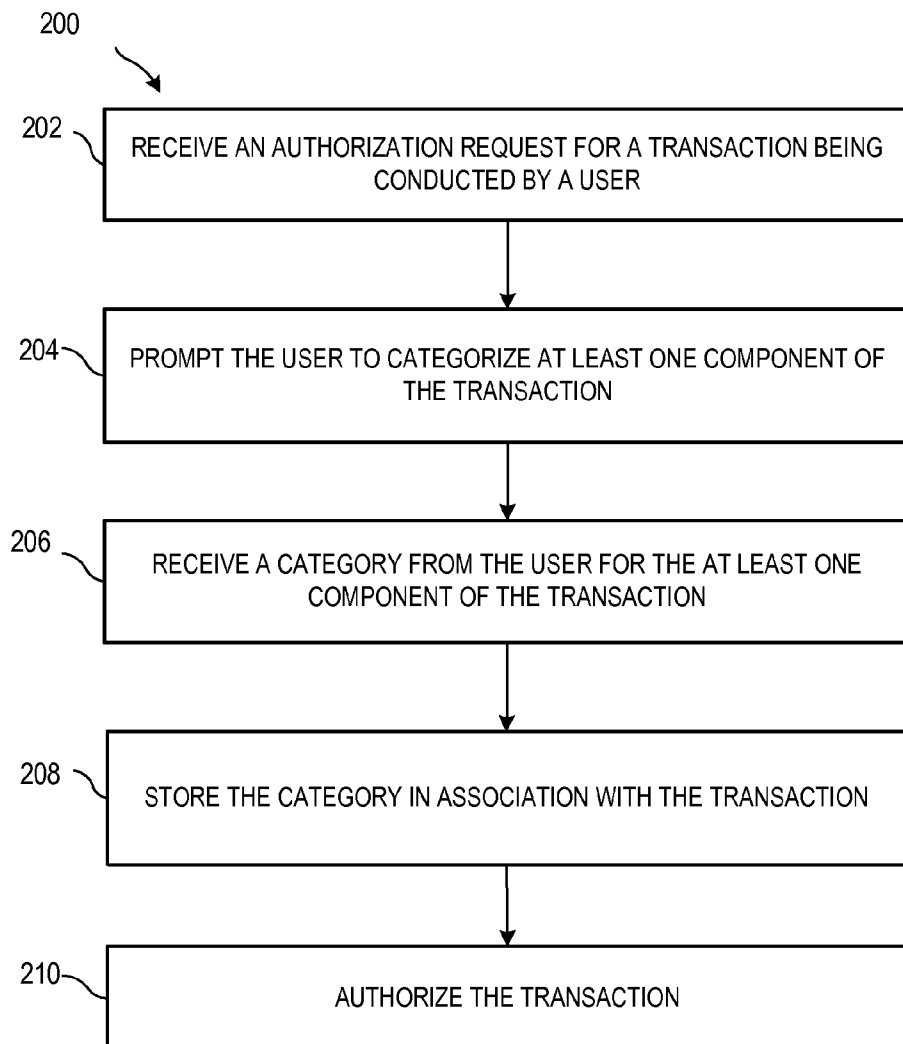 200
202
RECEIVE AN AUTHORIZATION REQUEST FOR A TRANSACTION BEING
CONDUCTED BY A USER
204
PROMPT THE USER TO CATEGORIZE AT LEAST ONE COMPONENT OF
THE TRANSACTION
206
RECEIVE A CATEGORY FROM THE USER FOR THE AT LEAST ONE
COMPONENT OF THE TRANSACTION
208
STORE THE CATEGORY IN ASSOCIATION WITH THE TRANSACTION
210
AUTHORIZE THE TRANSACTION